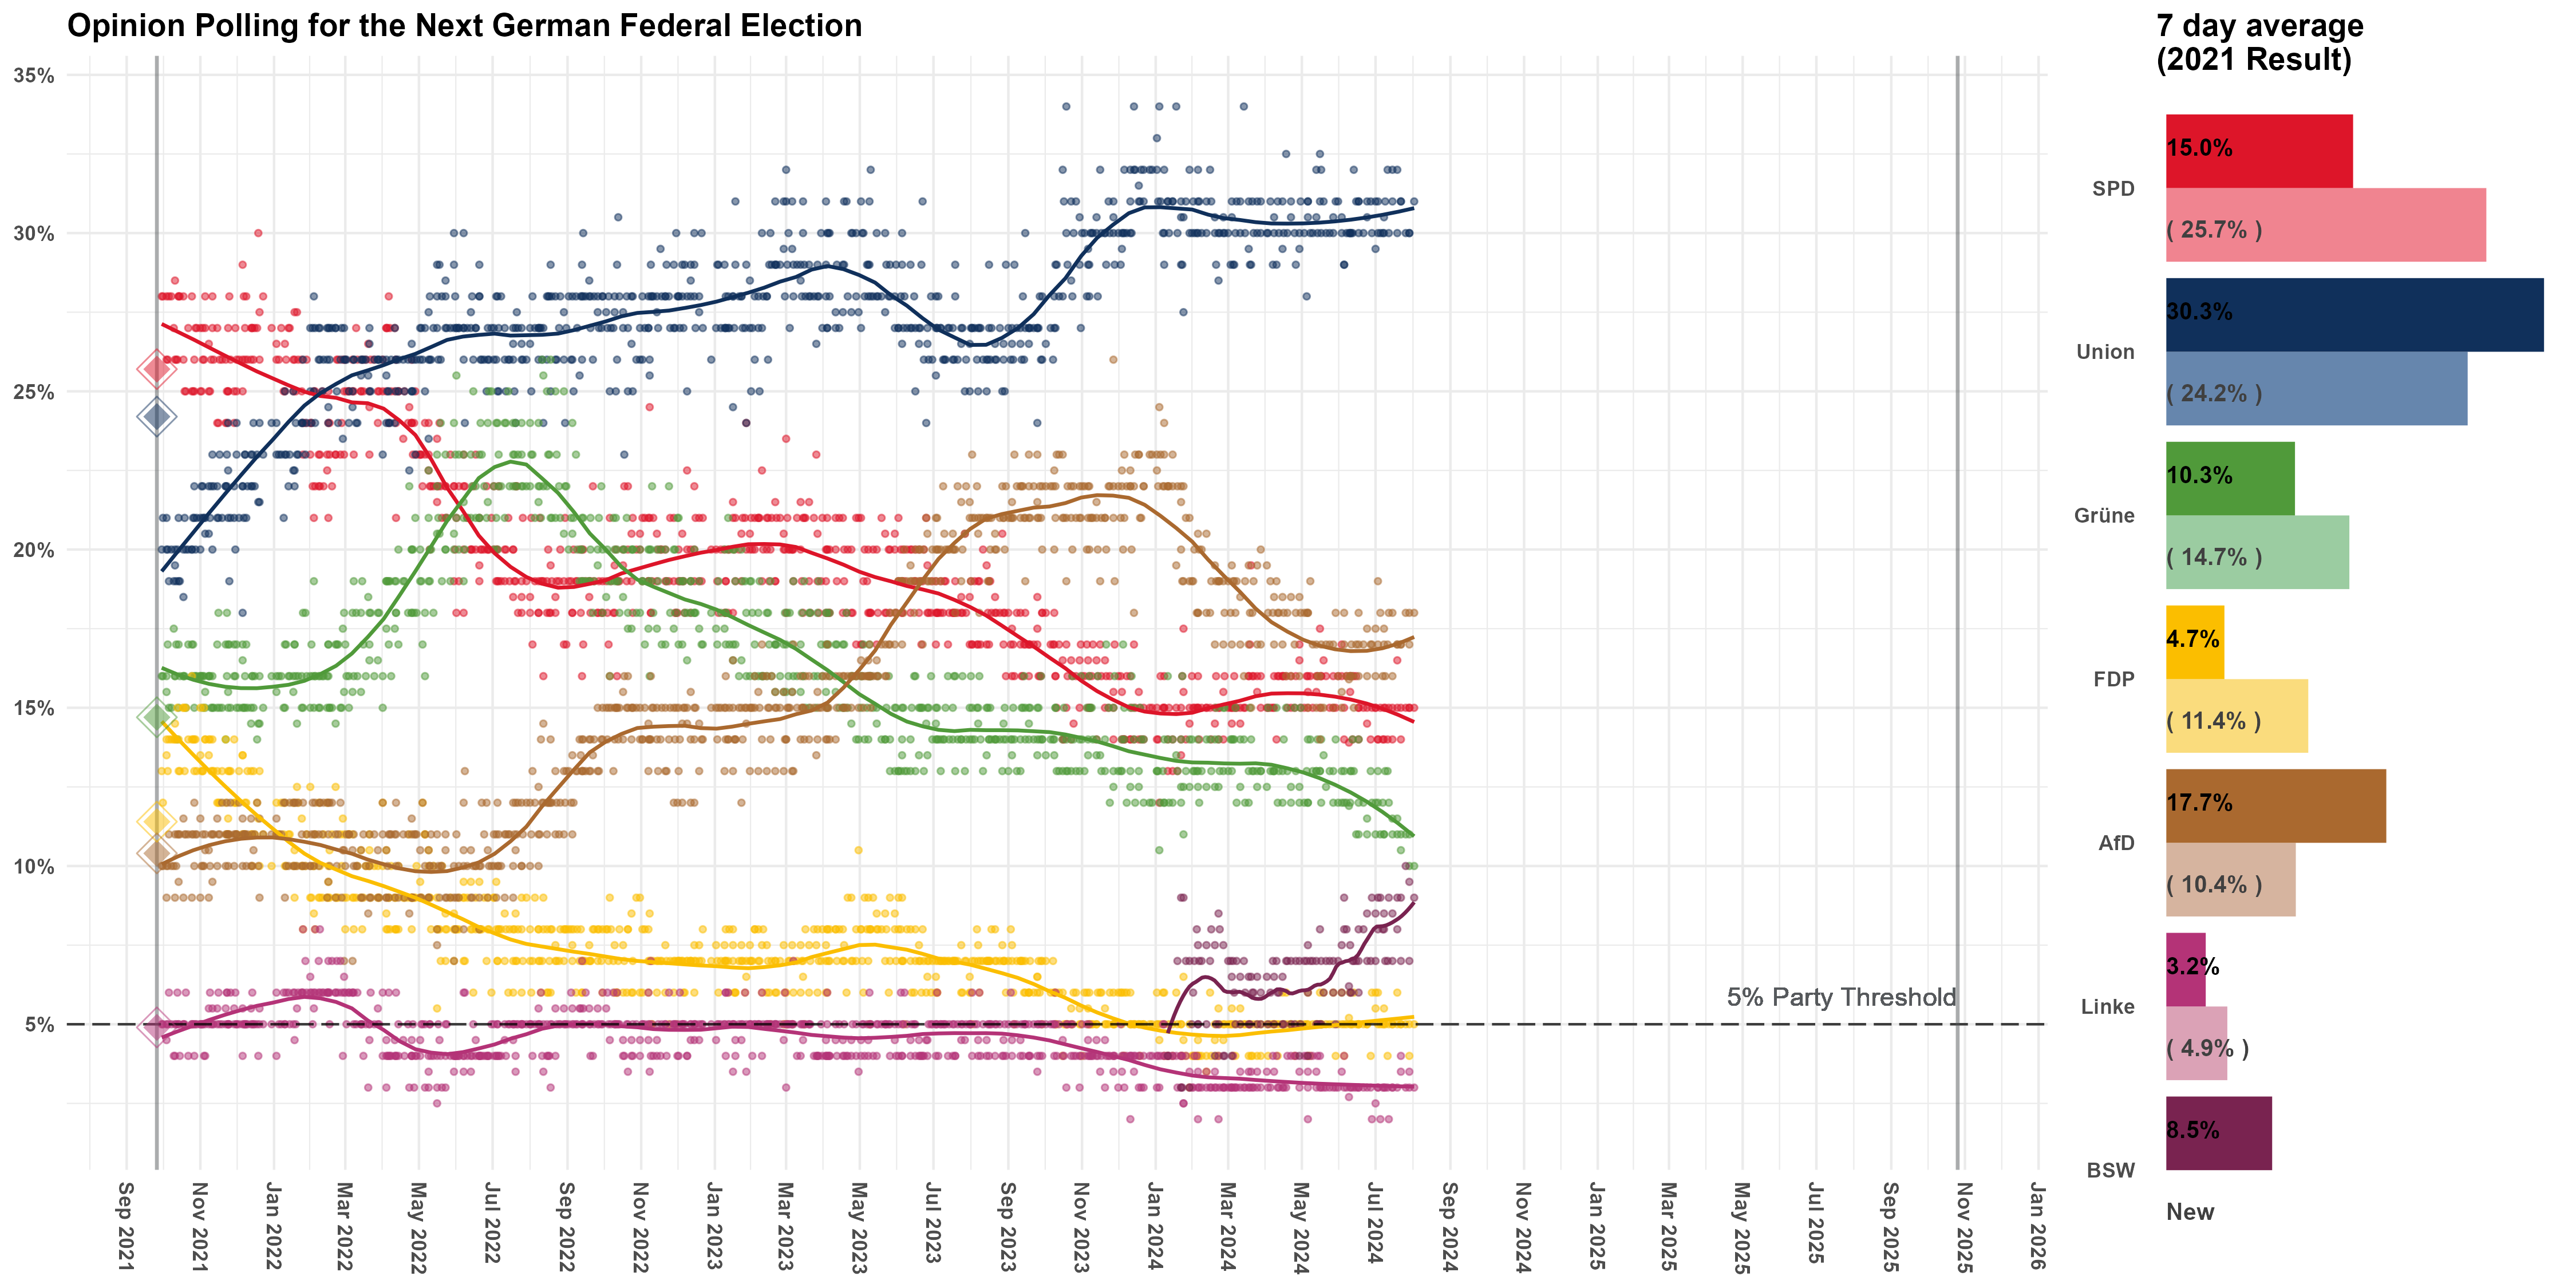 Opinion Polling for the Next German Federal Election
35%
30%
25%
20%
15%
10%
5%
5% Party Threshold
Sep 2021
Nov 2021
Jan 2022
Mar 2022
May 2022
Jul 2022
Sep 2022
Nov 2022
Jan 2023
Mar 2023
May 2023
Jul 2023
Sep 2023
Nov 2023
Jan 2024
Mar 2024
May 2024
Jul 2024
Sep 2024
Nov 2024
Jan 2025
Mar 2025
May 2025
Jul 2025
Sep 2025
Nov 2025
Jan 2026
7 day average
(2021 Result)
SPD
15.0%
( 25.7% )
Union
30.3%
( 24.2% )
Grüne
10.3%
( 14.7% )
FDP
4.7%
( 11.4% )
AfD
17.7%
( 10.4% )
Linke
3.2%
( 4.9% )
BSW
8.5%
New